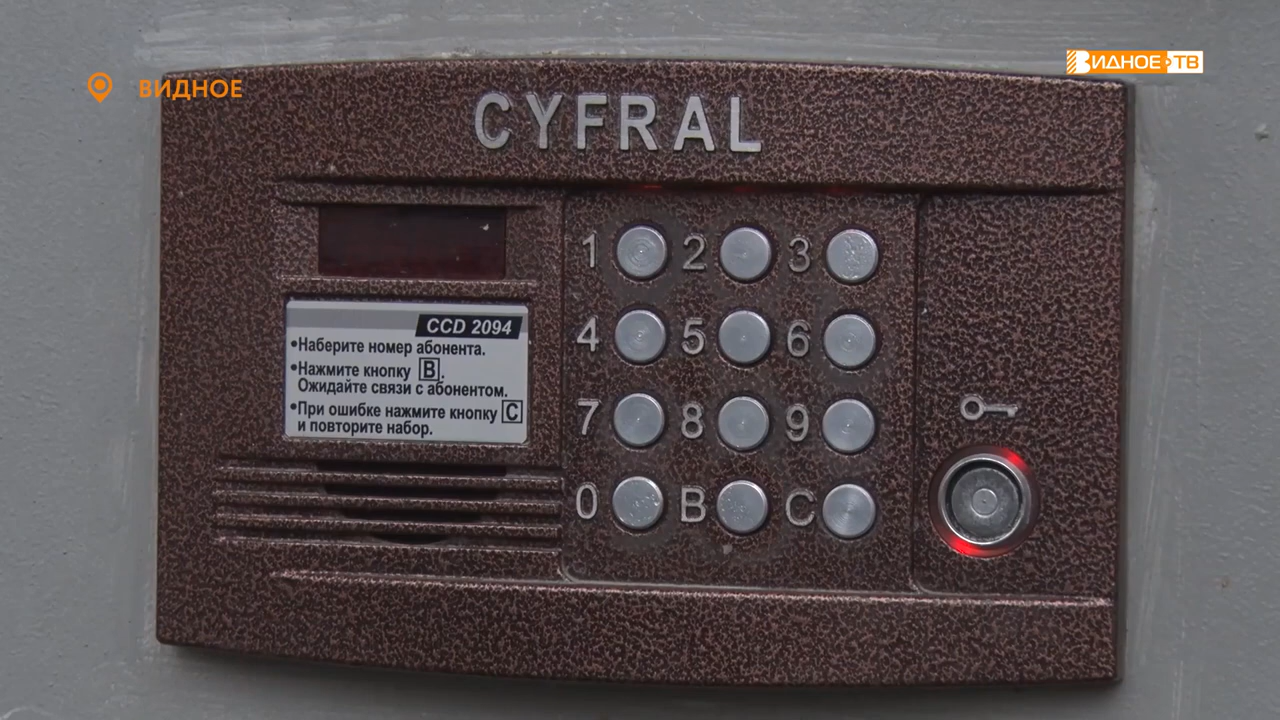 ВИДНОЕ
ВИДНОЕ ТВ
CYFRAL
CCD 2094
•Наберите номер абонента.
•Нажмите кнопку B.
Ожидайте связи с абонентом.
•При ошибке нажмите кнопку C
и повторите набор.
1 2 3
4 5 6
7 8 9
0 B C